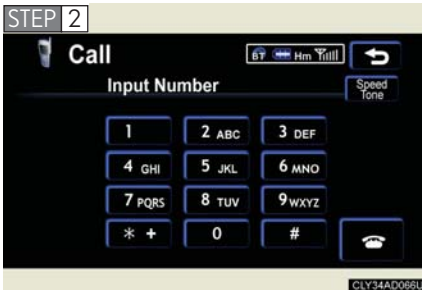 STEP 2
Call
BT Hm
Input Number
Speed Tone
1 2 ABC 3 DEF
4 GHI 5 JKL 6 MNO
7 PQRS 8 TUV 9 WXYZ
* + 0 #
CLY34AD066U